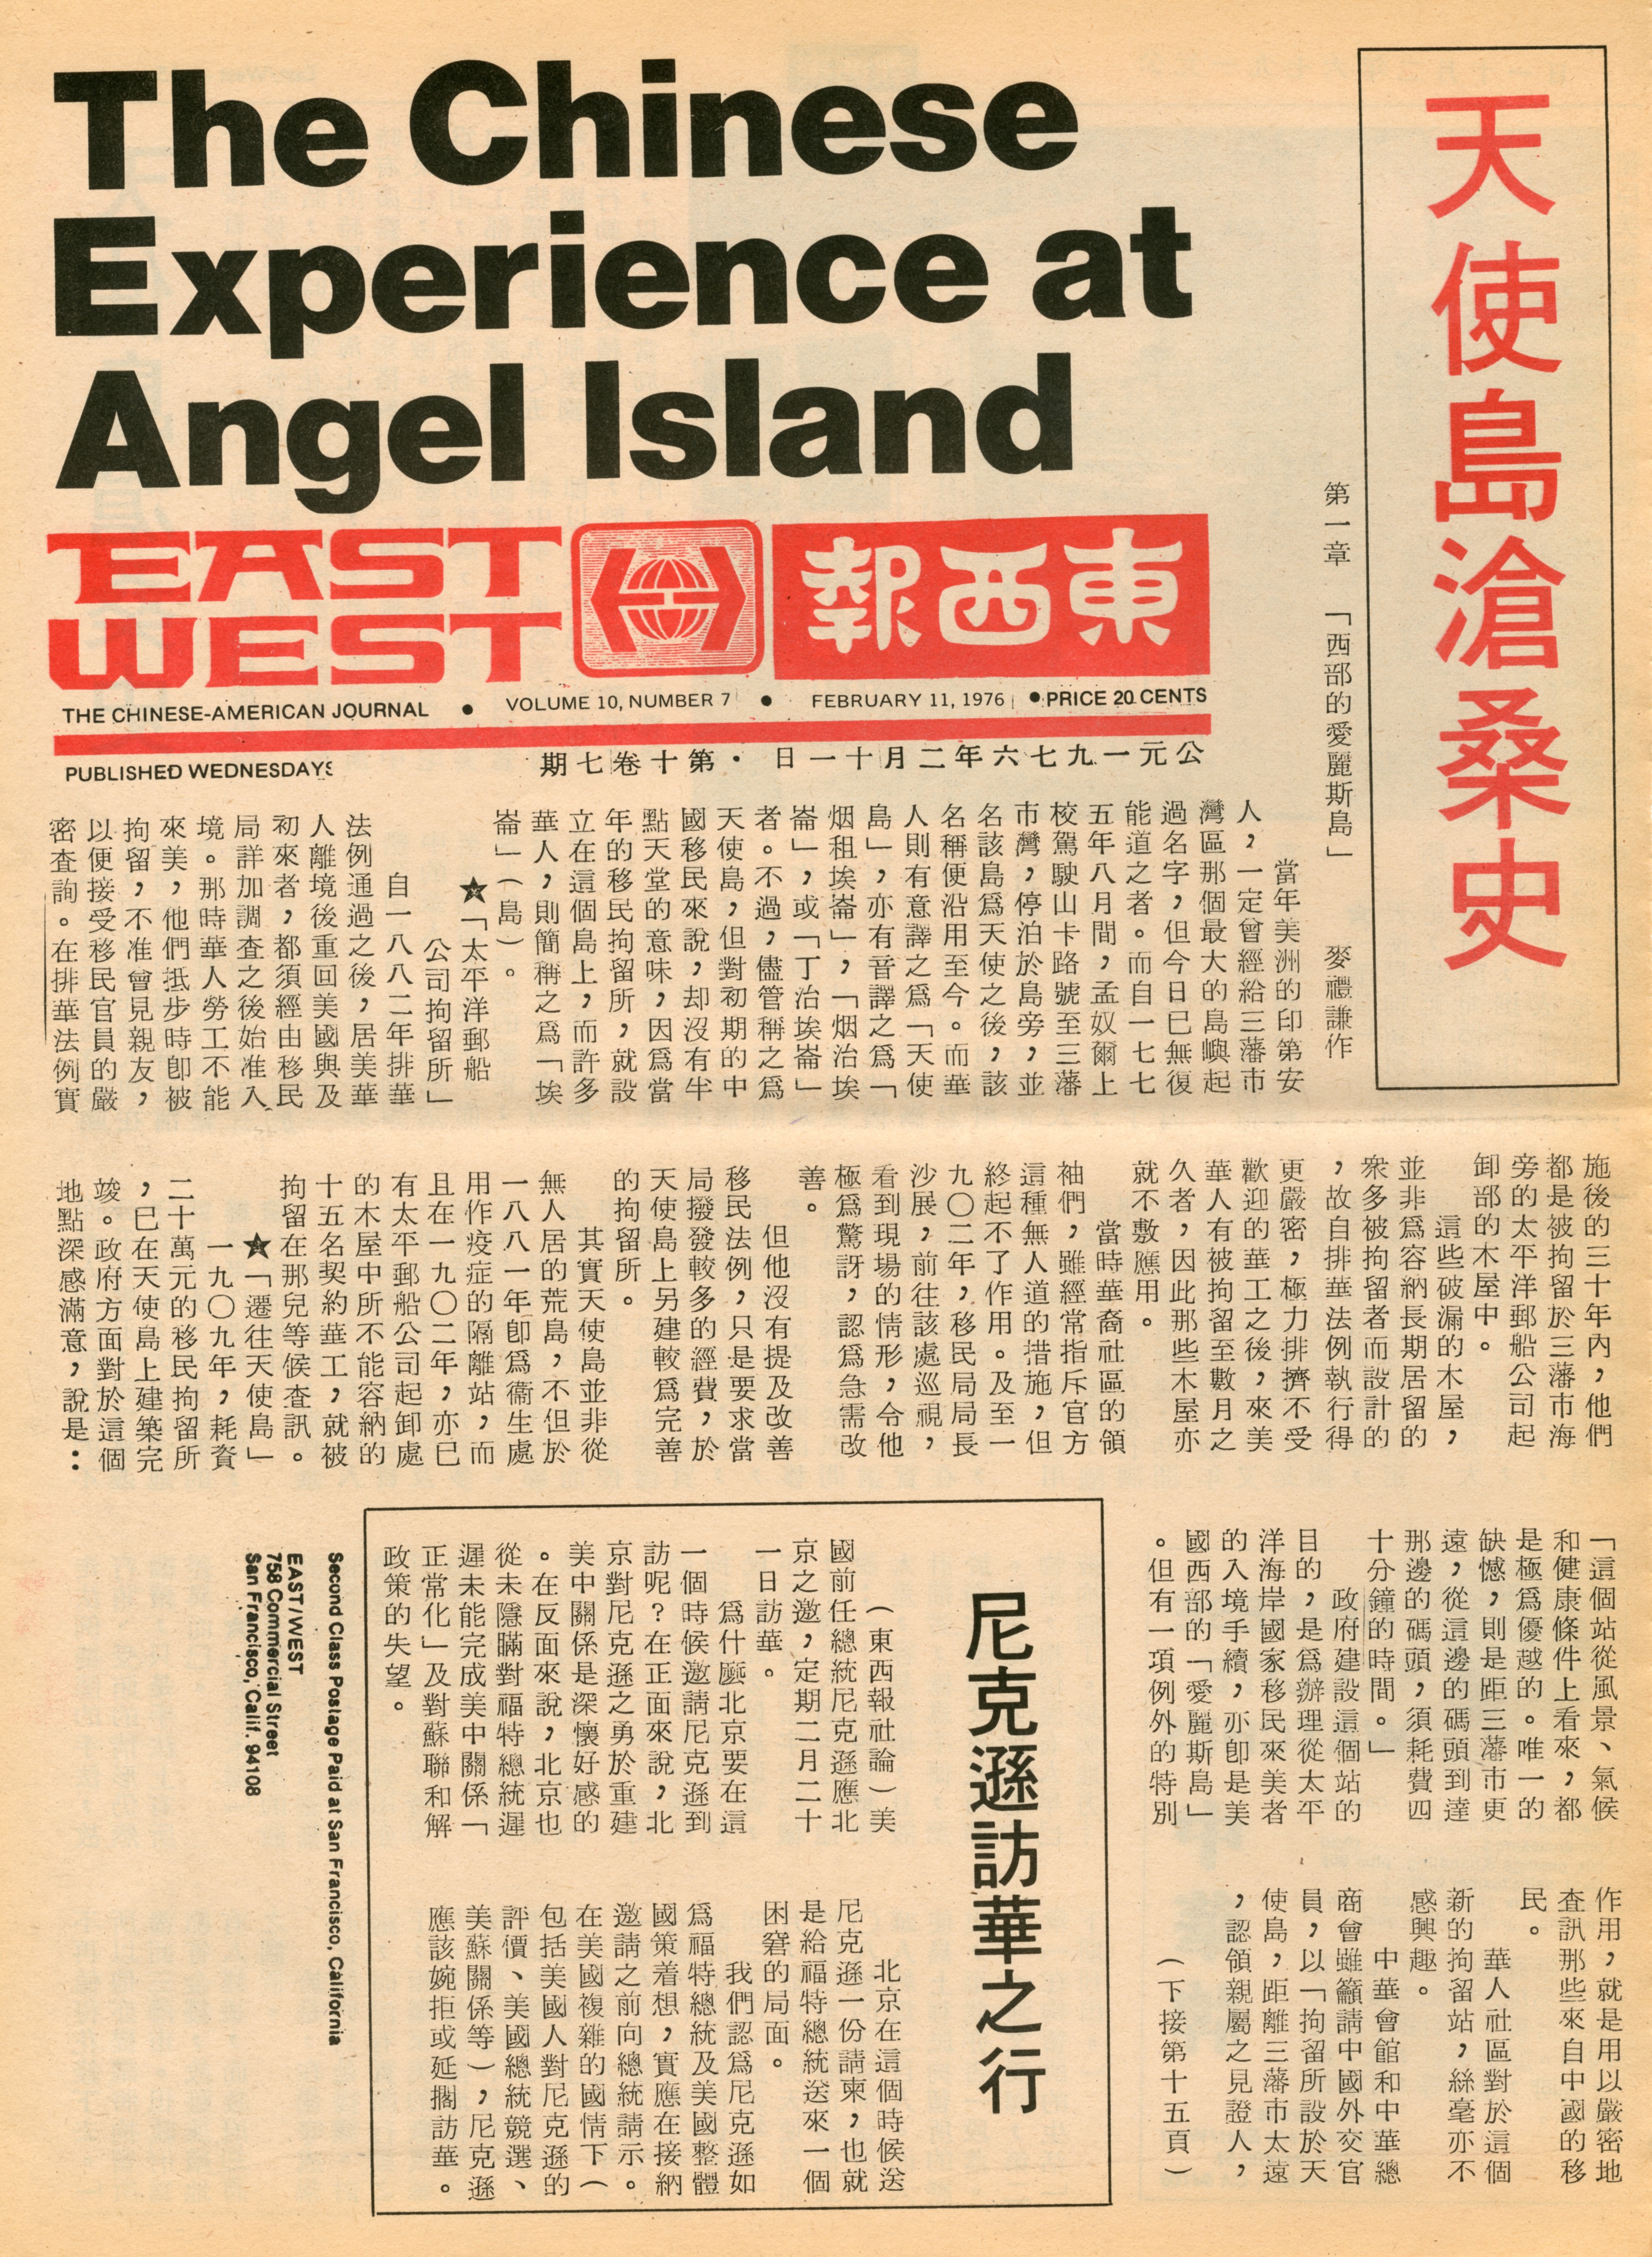 The Chinese
Experience at
Angel Island
天使島滄桑史
第一章 「西部的愛麗斯島」 麥禮謙作
EAST
WEST
報西東
THE CHINESE-AMERICAN JOURNAL ● VOLUME 10, NUMBER 7 ● FEBRUARY 11, 1976 ● PRICE 20 CENTS
PUBLISHED WEDNESDAYS
期七卷十第 · 日一十月二年六七九一元公
當年美洲的印第安
人，一定曾經給三藩市
灣區那個最大的島嶼起
過名字，但今日已無復
能道之者。而自一七七
五年八月間，孟奴爾上
校駕駛山卡路號至三藩
市灣，停泊於島旁，並
名該島爲天使之後，該
名稱便沿用至今。而華
人則有意譯之爲「天使
島」，亦有音譯之爲「
烟租埃崙」，「烟治埃
崙」，或「丁治埃崙」
者。不過，儘管稱之爲
天使島，但對初期的中
國移民來說，却沒有半
點天堂的意味，因爲當
年的移民拘留所，就設
立在這個島上，而許多
華人，則簡稱之爲「埃
崙」（島）。
★「太平洋郵船
公司拘留所」
自一八八二年排華
法例通過之後，居美華
人離境後重回美國與及
初來者，都須經由移民
局詳加調查之後始准入
境。那時華人勞工不能
來美，他們抵步時卽被
拘留，不准會見親友，
以便接受移民官員的嚴
密查詢。在排華法例實
施後的三十年內，他們
都是被拘留於三藩市海
旁的太平洋郵船公司起
卸部的木屋中。
這些破漏的木屋，
並非爲容納長期居留的
衆多被拘留者而設計的
，故自排華法例執行得
更嚴密，極力排擠不受
歡迎的華工之後，來美
華人有被拘留至數月之
久者，因此那些木屋亦
就不敷應用。
當時華裔社區的領
袖們，雖經常指斥官方
這種無人道的措施，但
終起不了作用。及至一
九〇二年，移民局局長
沙展，前往該處巡視，
看到現場的情形，令他
極爲驚訝，認爲急需改
善。
但他沒有提及改善
移民法例，只是要求當
局撥發較多的經費，於
天使島上另建較爲完善
的拘留所。
其實天使島並非從
無人居的荒島，不但於
一八八一年卽爲衞生處
用作疫症的隔離站，而
且在一九〇二年，亦已
有太平郵船公司起卸處
的木屋中所不能容納的
十五名契約華工，就被
拘留在那兒等候查訊。
★「遷往天使島」
一九〇九年，耗資
二十萬元的移民拘留所
，已在天使島上建築完
竣。政府方面對於這個
地點深感滿意，說是：
「這個站從風景、氣候
和健康條件上看來，都
是極爲優越的。唯一的
缺憾，則是距三藩市更
遠，從這邊的碼頭到達
那邊的碼頭，須耗費四
十分鐘的時間。」
政府建設這個站的
目的，是爲辦理從太平
洋海岸國家移民來美者
的入境手續，亦卽是美
國西部的「愛麗斯島」
。但有一項例外的特別
作用，就是用以嚴密地
查訊那些來自中國的移
民。
華人社區對於這個
新的拘留站，絲毫亦不
感興趣。
中華會館和中華總
商會雖籲請中國外交官
員，以「拘留所設於天
使島，距離三藩市太遠
，認領親屬之見證人，
（下接第十五頁）
尼克遜訪華之行
（東西報社論）美
國前任總統尼克遜應北
京之邀，定期二月二十
一日訪華。
爲什麼北京要在這
一個時候邀請尼克遜到
訪呢？在正面來說，北
京對尼克遜之勇於重建
美中關係是深懷好感的
。在反面來說，北京也
從未隱瞞對福特總統遲
遲未能完成美中關係「
正常化」及對蘇聯和解
政策的失望。
北京在這個時候送
尼克遜一份請柬，也就
是給福特總統送來一個
困窘的局面。
我們認爲尼克遜如
爲福特總統及美國整體
國策着想，實應在接納
邀請之前向總統請示。
在美國複雜的國情下（
包括美國人對尼克遜的
評價、美國總統競選、
美蘇關係等），尼克遜
應該婉拒或延擱訪華。
Second Class Postage Paid at San Francisco, California
EAST/WEST
758 Commercial Street
San Francisco, Calif. 94108